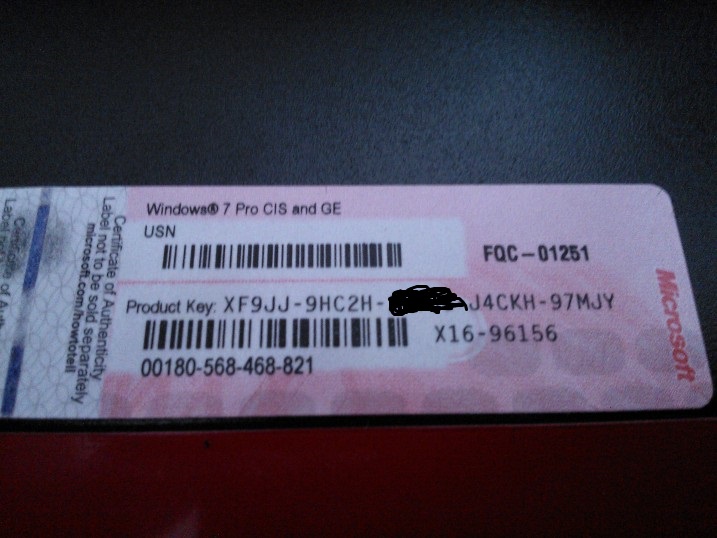 Certificate of Authenticity
Label not to be sold separately
microsoft.com/howtotell
Windows® 7 Pro CIS and GE
USN
FQC-01251
Product Key: XF9JJ-9HC2H- J4CKH-97MJY
X16-96156
00180-568-468-821
Microsoft